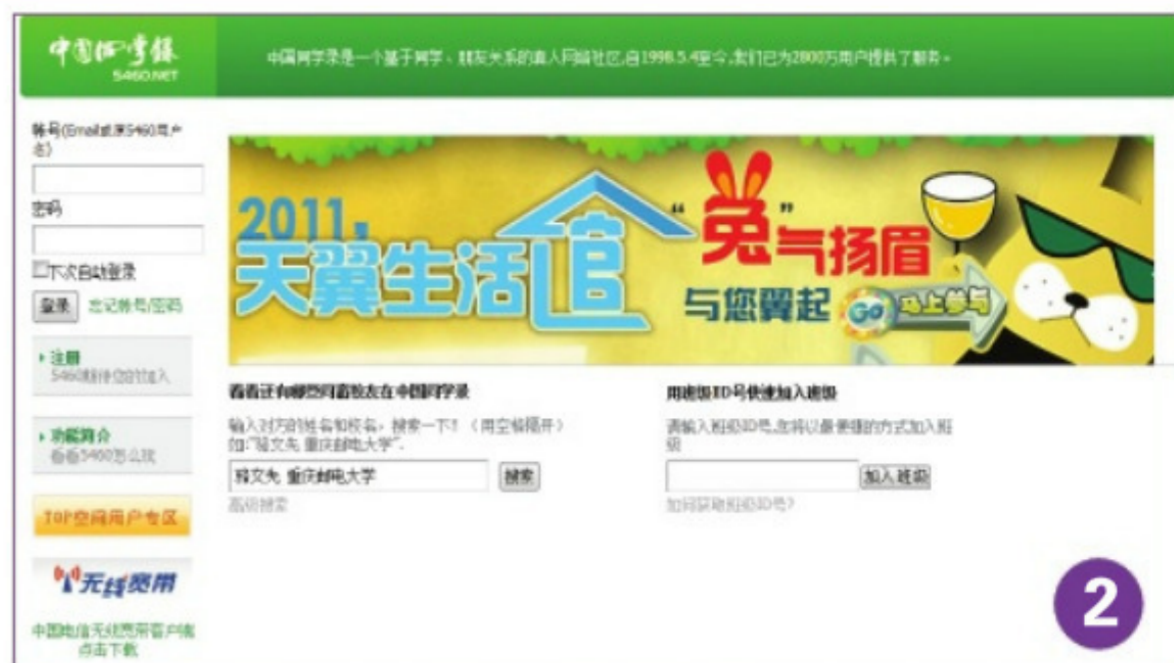 中国同学录
5460.NET
中国同学录是一个基于同学、朋友关系的真人网络社区,自1998.5.4至今,我们已为2800万用户提供了服务。
帐号(Email或原5460用户
名)
密码
下次自动登录
登录 忘记帐号/密码
注册
5460期待您的加入
功能简介
看看5460怎么玩
TOP空间用户专区
无线宽带
中国电信无线宽带客户端
点击下载
2011,
天翼生活馆
“兔”气扬眉
与您翼起 GO 马上参与
看看还有哪些同窗校友在中国同学录
输入对方的姓名和校名，搜索一下！（用空格隔开）
如:"骆文先 重庆邮电大学".
骆文先 重庆邮电大学 搜索
高级搜索
用班级ID号快速加入班级
请输入班级ID号,您将以最便捷的方式加入班
级
加入班级
如何获取班级ID号?
2